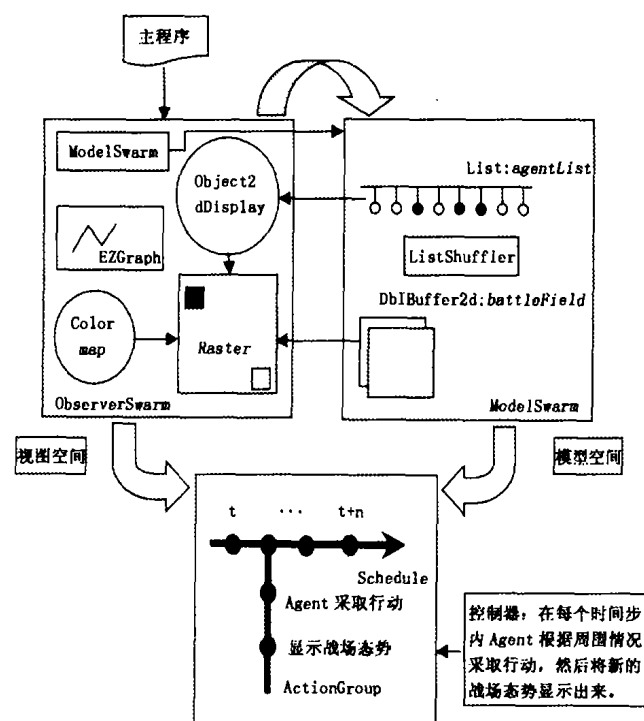 主程序
ModelSwarm
Object2
dDisplay
EZGraph
Color
map
Raster
ObserverSwarm
List:agentList
ListShuffler
DblBuffer2d:battleField
ModelSwarm
视图空间
模型空间
t ... t+n
Schedule
Agent 采取行动
显示战场态势
ActionGroup
控制器：在每个时间步
内 Agent 根据周围情况
采取行动，然后将新的
战场态势显示出来。